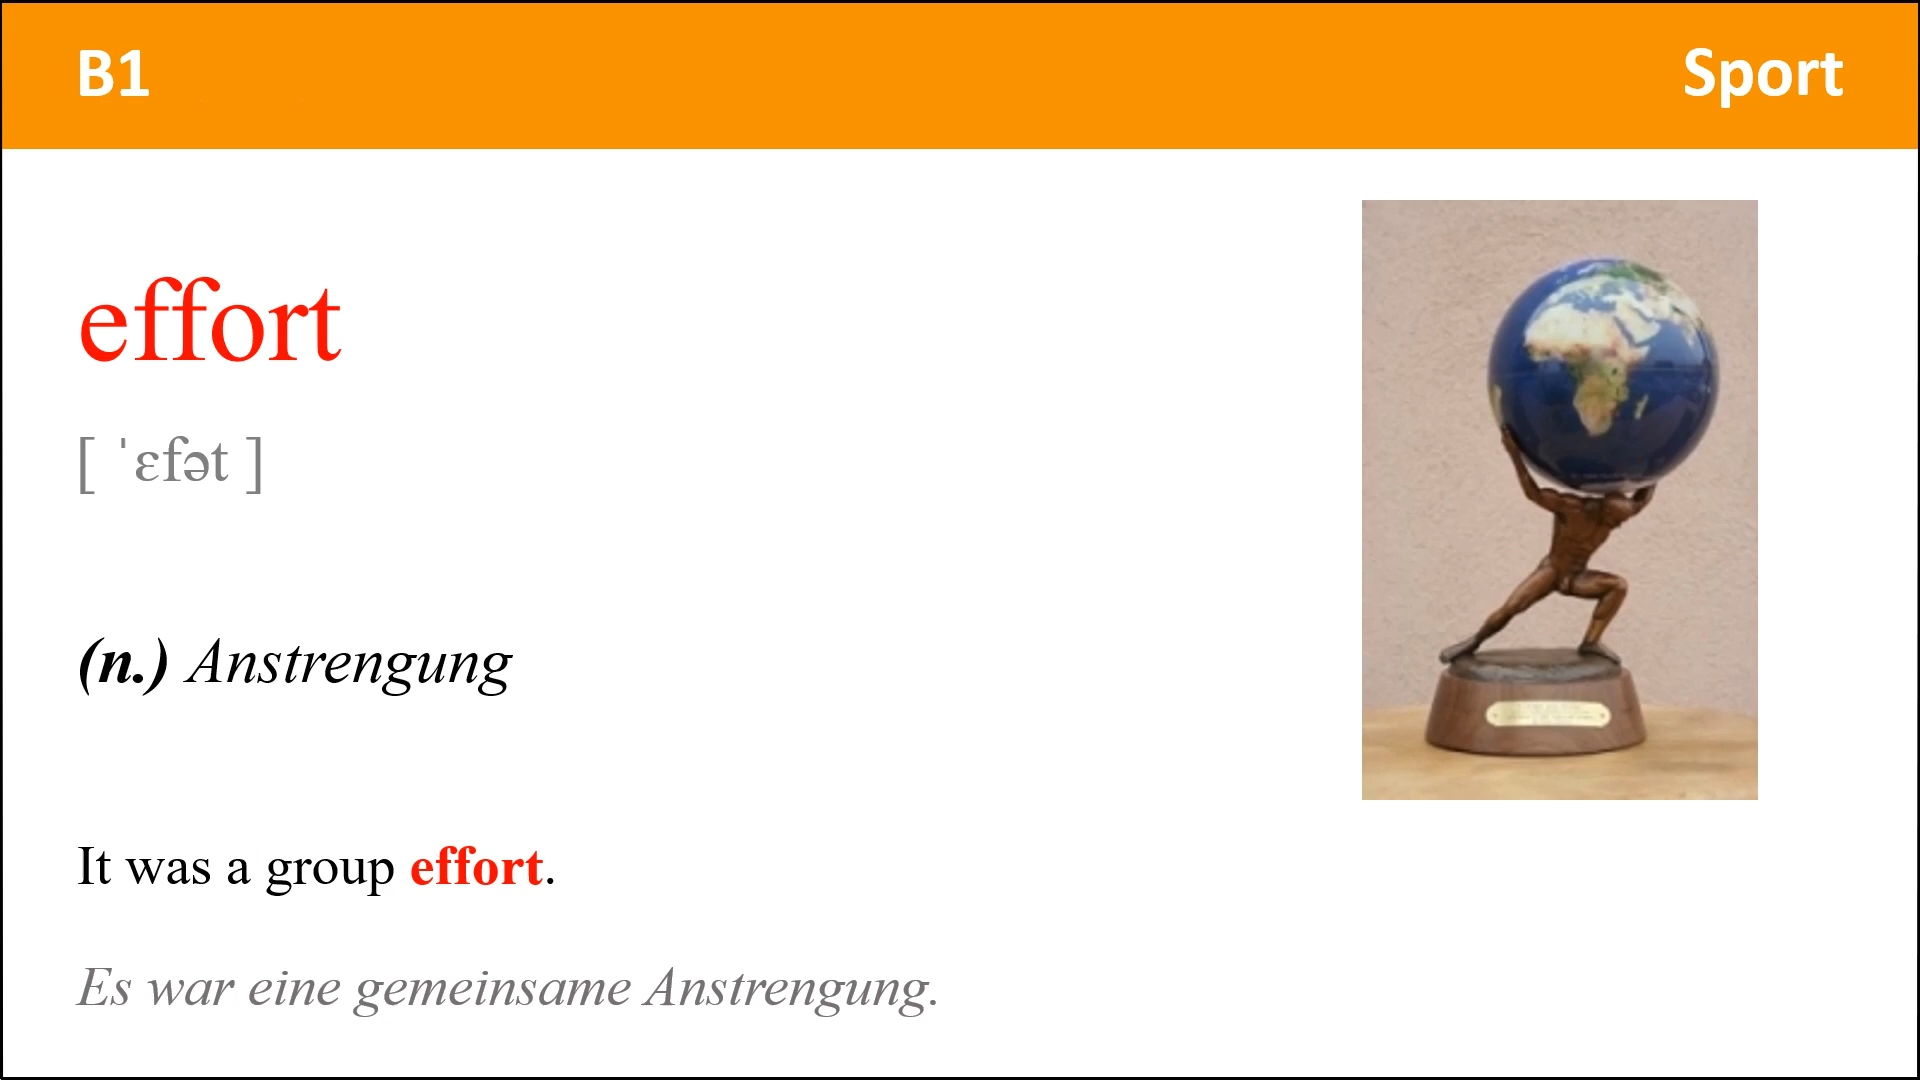 B1
Sport
effort
[ ˈɛfət ]
(n.) Anstrengung
It was a group effort.
Es war eine gemeinsame Anstrengung.